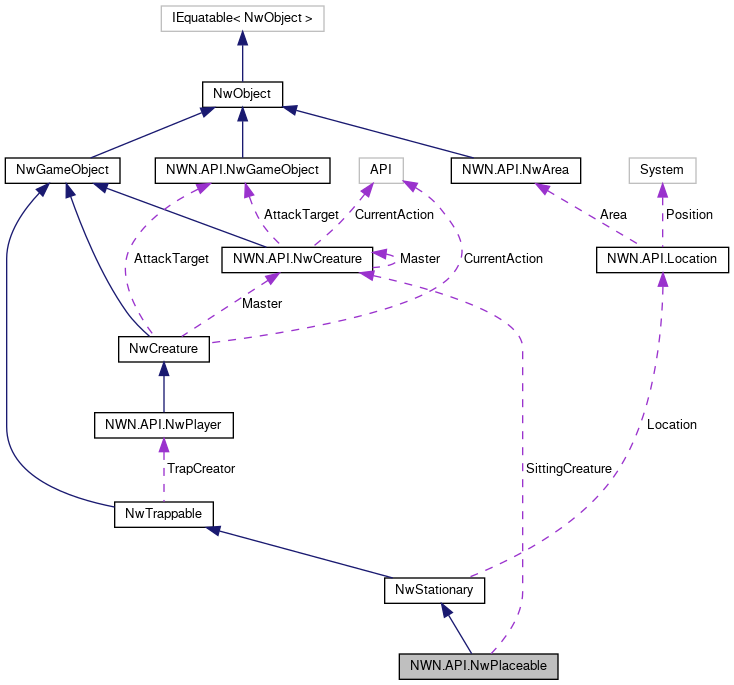 IEquatable< NwObject >
NwObject
NwGameObject
NWN.API.NwGameObject
API
NWN.API.NwArea
System
AttackTarget
CurrentAction
Area
Position
AttackTarget
NWN.API.NwCreature
Master
CurrentAction
NWN.API.Location
Master
NwCreature
NWN.API.NwPlayer
Location
TrapCreator
SittingCreature
NwTrappable
NwStationary
NWN.API.NwPlaceable